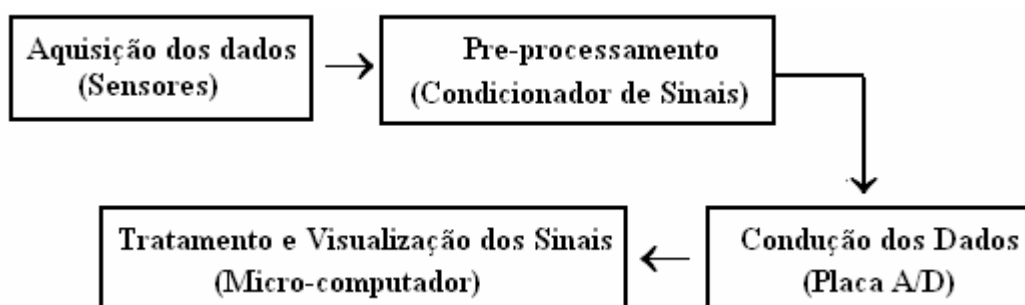 Aquisição dos dados
(Sensores)
Pre-processamento
(Condicionador de Sinais)
Condução dos Dados
(Placa A/D)
Tratamento e Visualização dos Sinais
(Micro-computador)